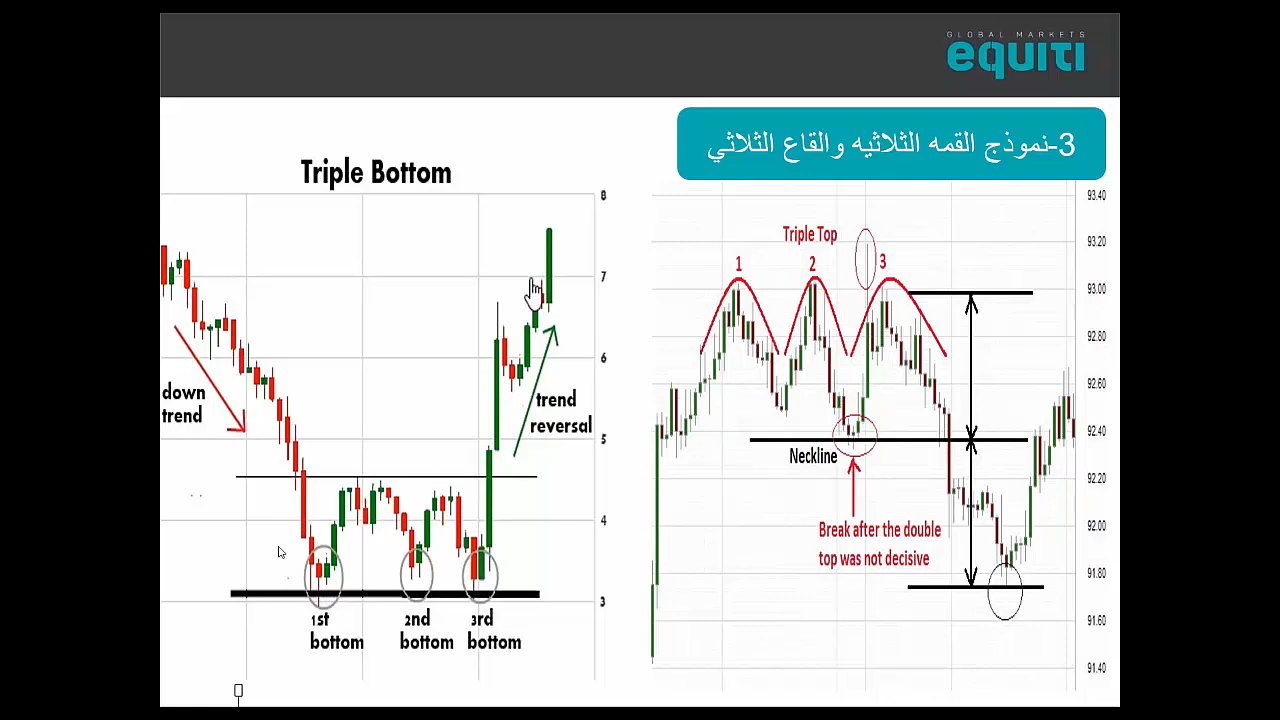 GLOBAL MARKETS
equiti
3-نموذج القمه الثلاثيه والقاع الثلاثي
Triple Bottom
8
7
6
5
4
3
down
trend
trend
reversal
1st
bottom
2nd
bottom
3rd
bottom
Triple Top
1
2
3
Neckline
Break after the double
top was not decisive
93.40
93.20
93.00
92.80
92.60
92.40
92.20
92.00
91.80
91.60
91.40